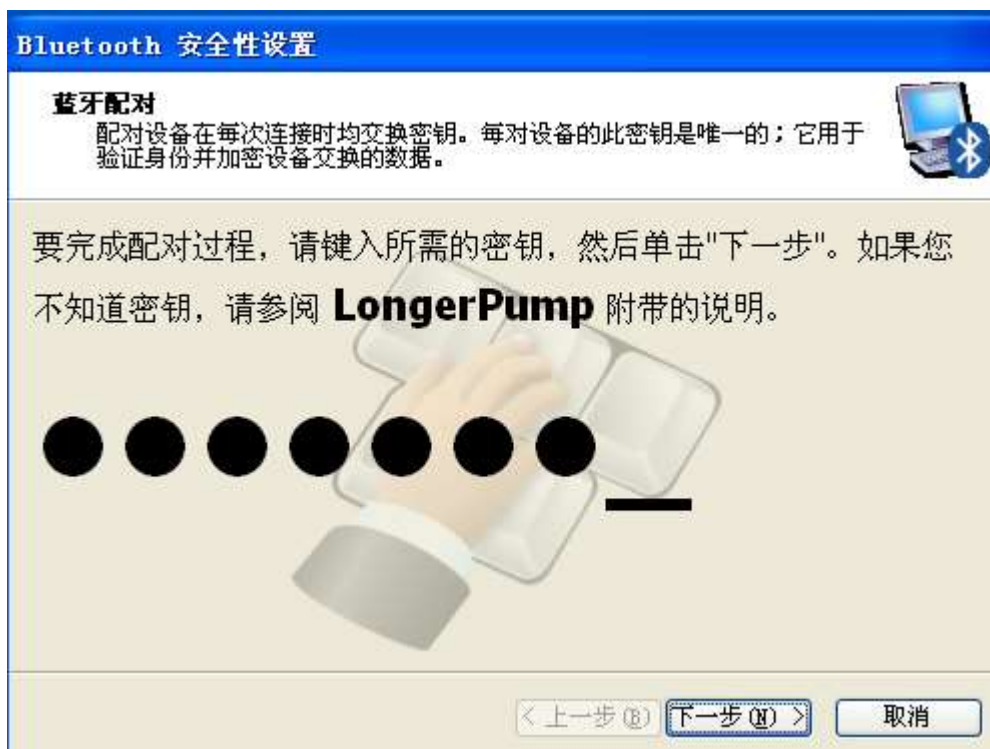 Bluetooth 安全性设置
蓝牙配对
配对设备在每次连接时均交换密钥。每对设备的此密钥是唯一的；它用于
验证身份并加密设备交换的数据。
要完成配对过程，请键入所需的密钥，然后单击"下一步"。如果您
不知道密钥，请参阅 LongerPump 附带的说明。
< 上一步(B) 下一步(N) > 取消